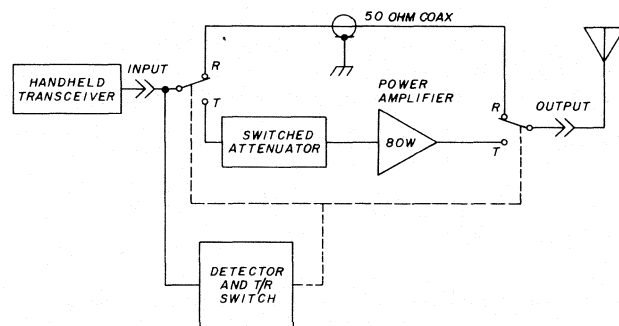 50 OHM COAX
INPUT
R
HANDHELD
TRANSCEIVER
T
POWER
AMPLIFIER
R
OUTPUT
SWITCHED
ATTENUATOR
80W
T
DETECTOR
AND T/R
SWITCH